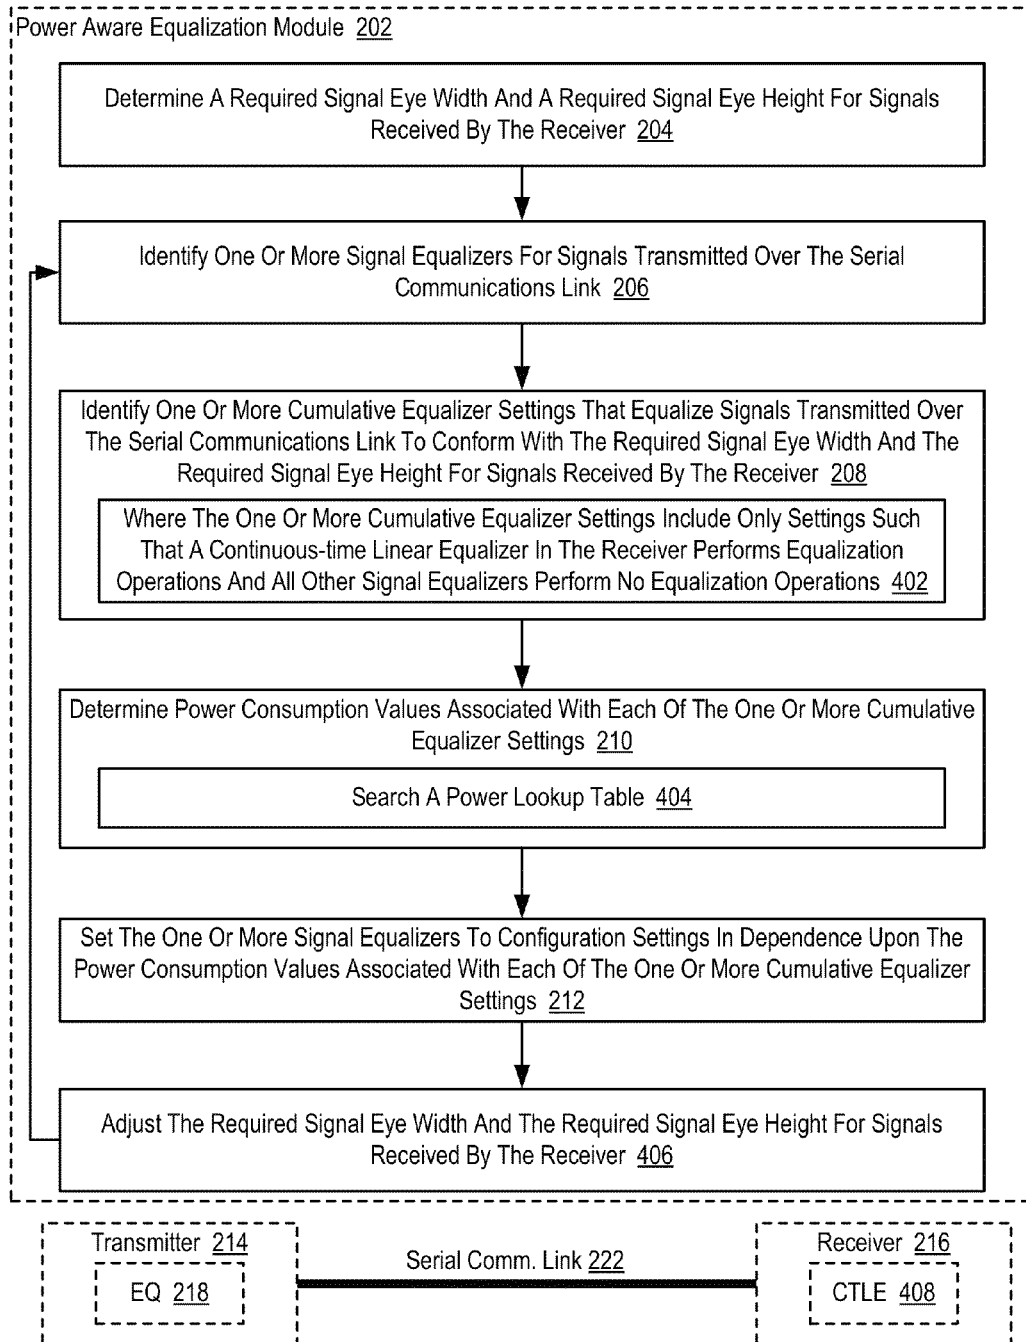 Power Aware Equalization Module 202
Determine A Required Signal Eye Width And A Required Signal Eye Height For Signals
Received By The Receiver 204
Identify One Or More Signal Equalizers For Signals Transmitted Over The Serial
Communications Link 206
Identify One Or More Cumulative Equalizer Settings That Equalize Signals Transmitted Over
The Serial Communications Link To Conform With The Required Signal Eye Width And The
Required Signal Eye Height For Signals Received By The Receiver 208
Where The One Or More Cumulative Equalizer Settings Include Only Settings Such
That A Continuous-time Linear Equalizer In The Receiver Performs Equalization
Operations And All Other Signal Equalizers Perform No Equalization Operations 402
Determine Power Consumption Values Associated With Each Of The One Or More Cumulative
Equalizer Settings 210
Search A Power Lookup Table 404
Set The One Or More Signal Equalizers To Configuration Settings In Dependence Upon The
Power Consumption Values Associated With Each Of The One Or More Cumulative Equalizer
Settings 212
Adjust The Required Signal Eye Width And The Required Signal Eye Height For Signals
Received By The Receiver 406
Transmitter 214
EQ 218
Serial Comm. Link 222
Receiver 216
CTLE 408